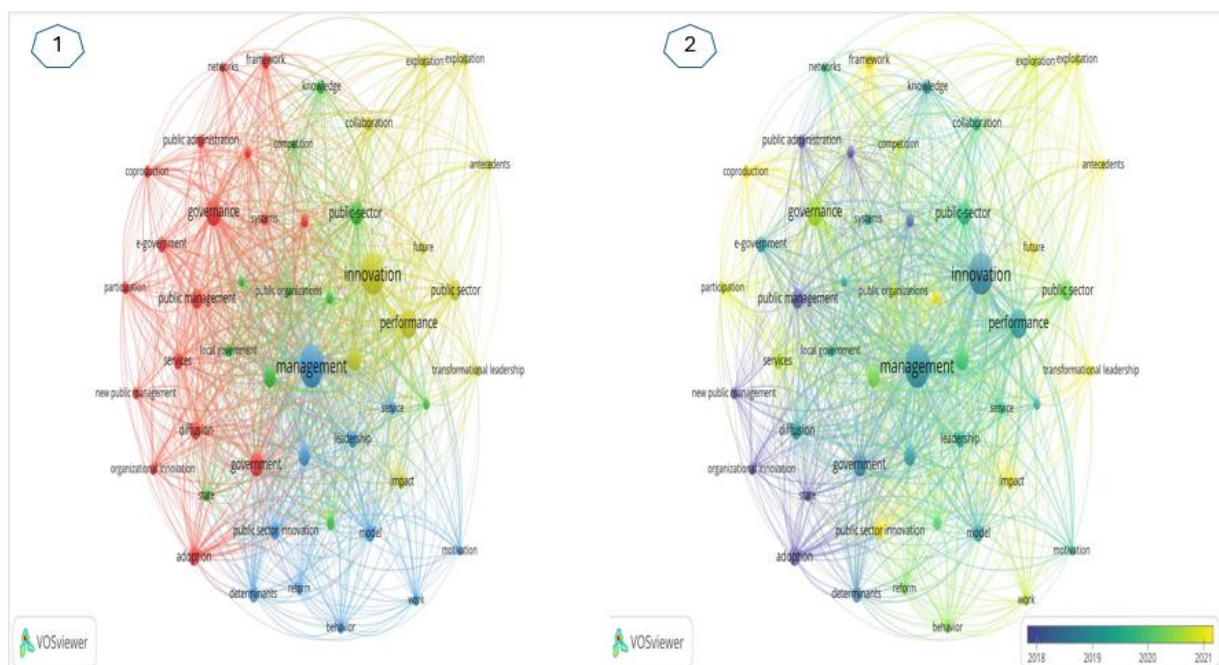 1
networks
framework
exploration
exploitation
knowledge
collaboration
public administration
competition
antecedents
coproduction
governance
systems
public-sector
e-government
future
innovation
participation
public management
public organizations
public sector
performance
local government
services
management
transformational leadership
new public management
service
diffusion
leadership
organizational innovation
government
impact
state
public sector innovation
model
adoption
motivation
determinants
reform
work
behavior
VOSviewer
2
networks
framework
exploration
exploitation
knowledge
collaboration
public administration
competition
antecedents
coproduction
governance
systems
public-sector
e-government
future
innovation
participation
public management
public organizations
public sector
performance
local government
services
management
transformational leadership
new public management
service
diffusion
leadership
organizational innovation
government
impact
state
public sector innovation
model
adoption
motivation
determinants
reform
work
behavior
VOSviewer
2018 2019 2020 2021